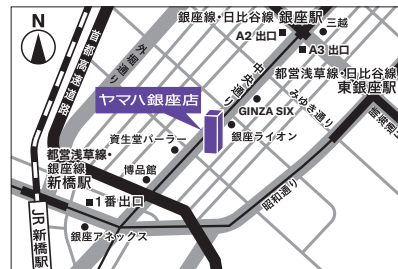 N
首都高速道路
外堀通り
銀座線・日比谷線 銀座駅
三越
A2 出口
A3 出口
中央通り
都営浅草線・日比谷線
東銀座駅
みゆき通り
ヤマハ銀座店
GINZA SIX
銀座ライオン
資生堂パーラー
都営浅草線・
銀座線
新橋駅
博品館
1番出口
昭和通り
銀座アネックス
JR 新橋駅